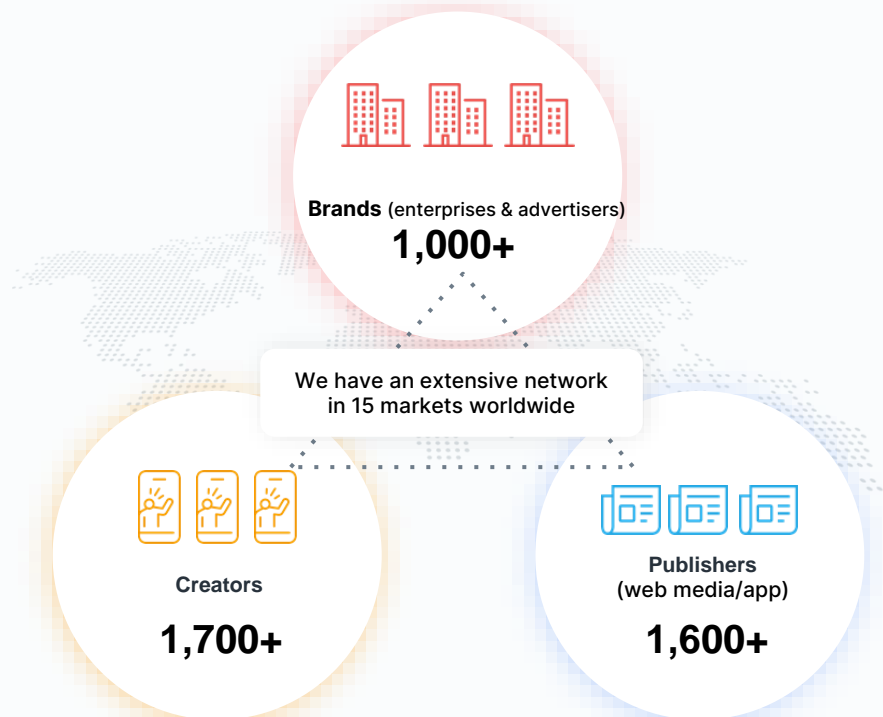 Brands (enterprises & advertisers)
1,000+
We have an extensive network
in 15 markets worldwide
Creators
1,700+
Publishers
(web media/app)
1,600+